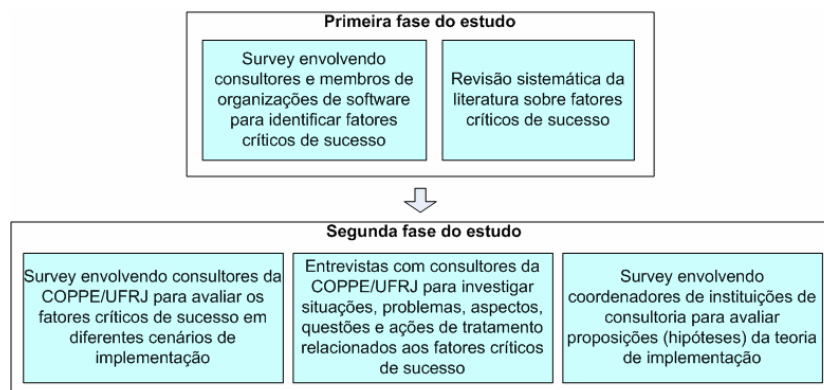 Primeira fase do estudo
Survey envolvendo
consultores e membros de
organizações de software
para identificar fatores
críticos de sucesso
Revisão sistemática da
literatura sobre fatores
críticos de sucesso
Segunda fase do estudo
Survey envolvendo consultores da
COPPE/UFRJ para avaliar os
fatores críticos de sucesso em
diferentes cenários de
implementação
Entrevistas com consultores da
COPPE/UFRJ para investigar
situações, problemas, aspectos,
questões e ações de tratamento
relacionados aos fatores críticos
de sucesso
Survey envolvendo
coordenadores de instituições de
consultoria para avaliar
proposições (hipóteses) da teoria
de implementação